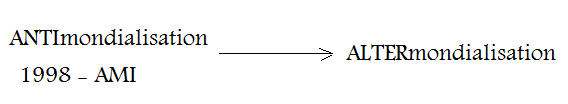 ANTImondialisation
1998 - AMI
ALTERmondialisation